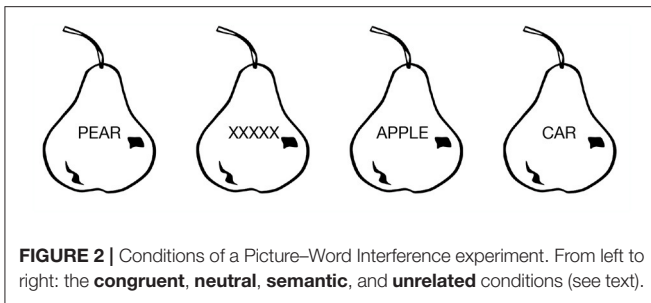 PEAR XXXXX APPLE CAR
FIGURE 2 | Conditions of a Picture–Word Interference experiment. From left to
right: the congruent, neutral, semantic, and unrelated conditions (see text).